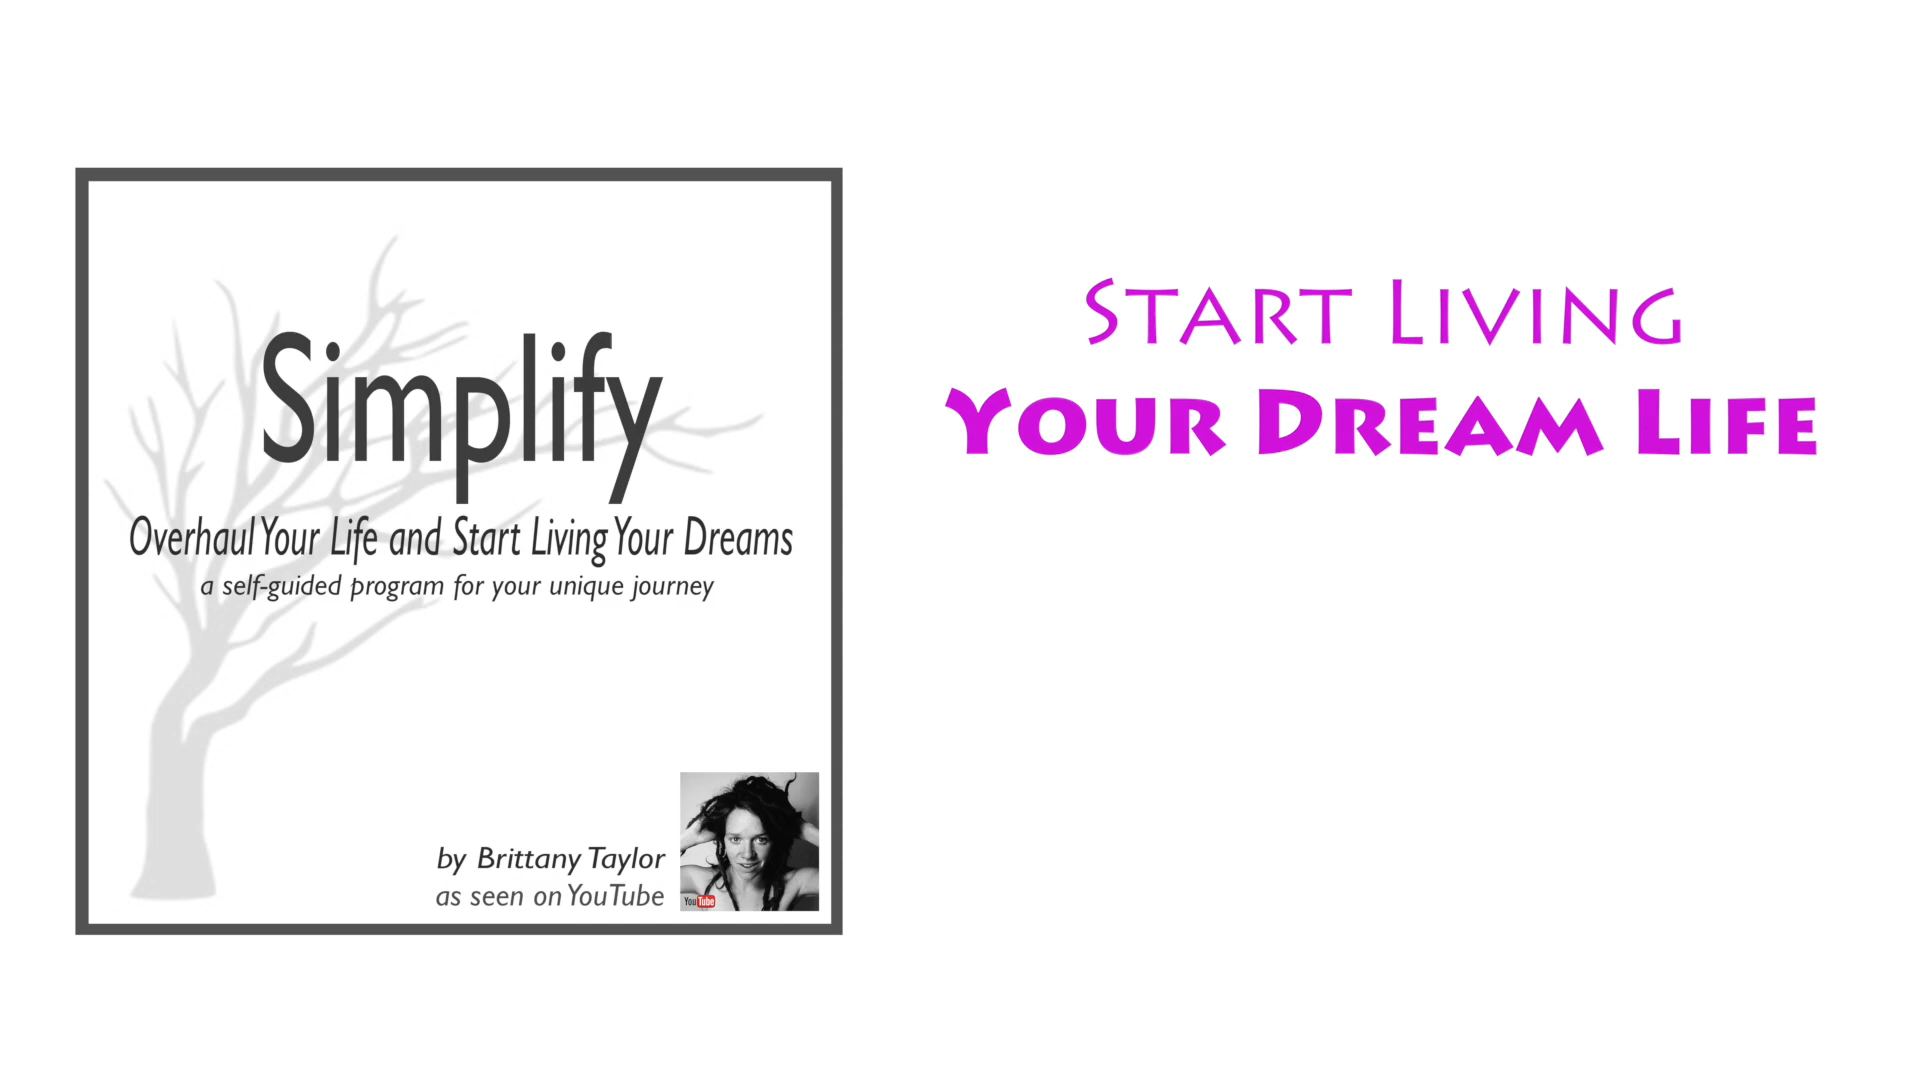 Simplify
Overhaul Your Life and Start Living Your Dreams
a self-guided program for your unique journey
by Brittany Taylor
as seen on YouTube
YouTube
START LIVING
YOUR DREAM LIFE